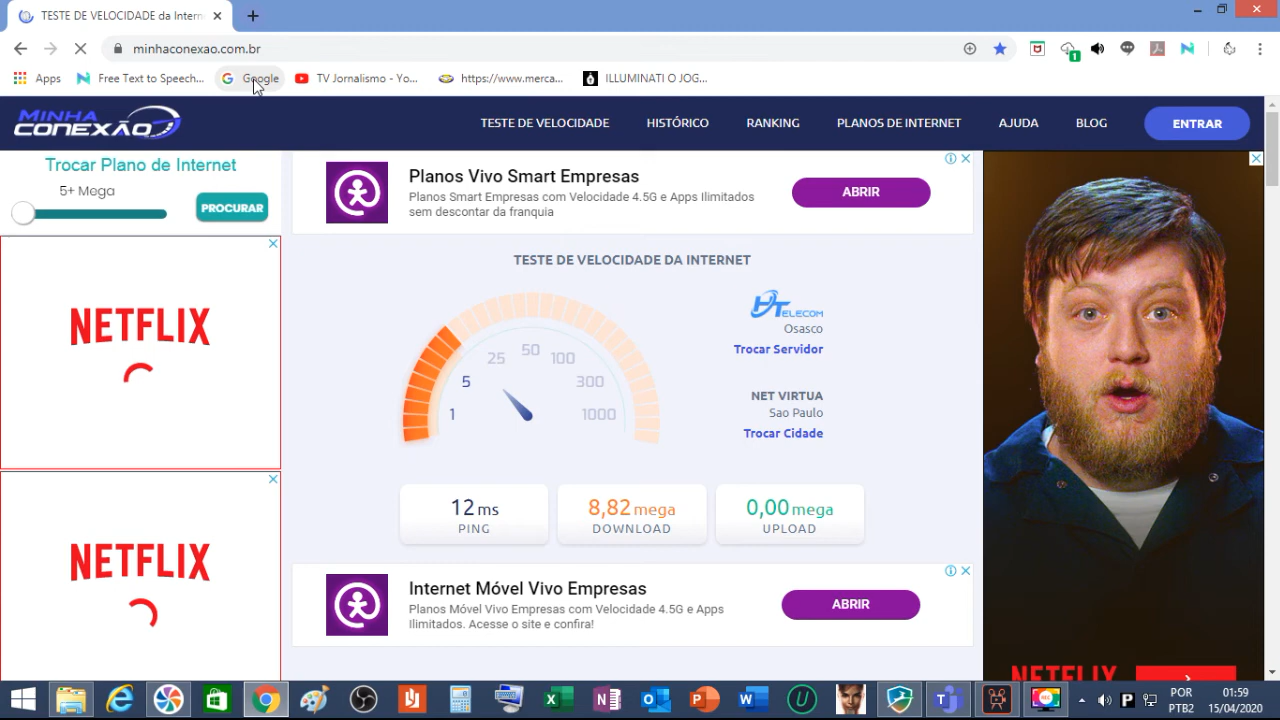 TESTE DE VELOCIDADE da Intern
minhaconexao.com.br
1
Apps
Free Text to Speech...
Google
TV Jornalismo - Yo...
https://www.merca...
ILLUMINATI O JOG...
MINHA
CONEXÃO
TESTE DE VELOCIDADE
HISTÓRICO
RANKING
PLANOS DE INTERNET
AJUDA
BLOG
ENTRAR
Trocar Plano de Internet
5+ Mega
PROCURAR
NETFLIX
NETFLIX
Planos Vivo Smart Empresas
Planos Smart Empresas com Velocidade 4.5G e Apps Ilimitados
sem descontar da franquia
ABRIR
TESTE DE VELOCIDADE DA INTERNET
1
5
25
50
100
300
1000
HTELECOM
Osasco
Trocar Servidor
NET VIRTUA
Sao Paulo
Trocar Cidade
12 ms
PING
8,82 mega
DOWNLOAD
0,00 mega
UPLOAD
Internet Móvel Vivo Empresas
Planos Móvel Vivo Empresas com Velocidade 4.5G e Apps
Ilimitados. Acesse o site e confira!
ABRIR
NETFLIX
POR
PTB2
01:59
15/04/2020